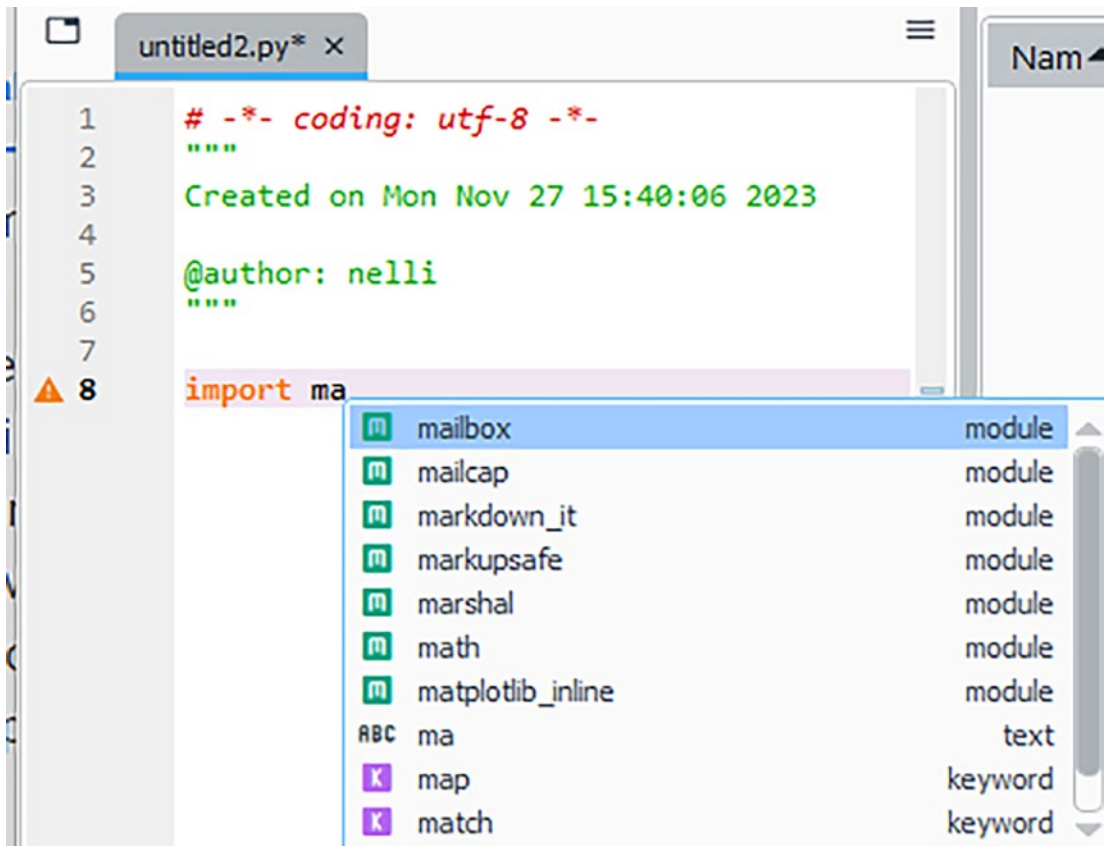 untitled2.py* ×
Nam
1 # -*- coding: utf-8 -*-
2 """
3 Created on Mon Nov 27 15:40:06 2023
4
5 @author: nelli
6 """
7
8 import ma
mailbox module
mailcap module
markdown_it module
markupsafe module
marshal module
math module
matplotlib_inline module
ABC ma text
K map keyword
K match keyword